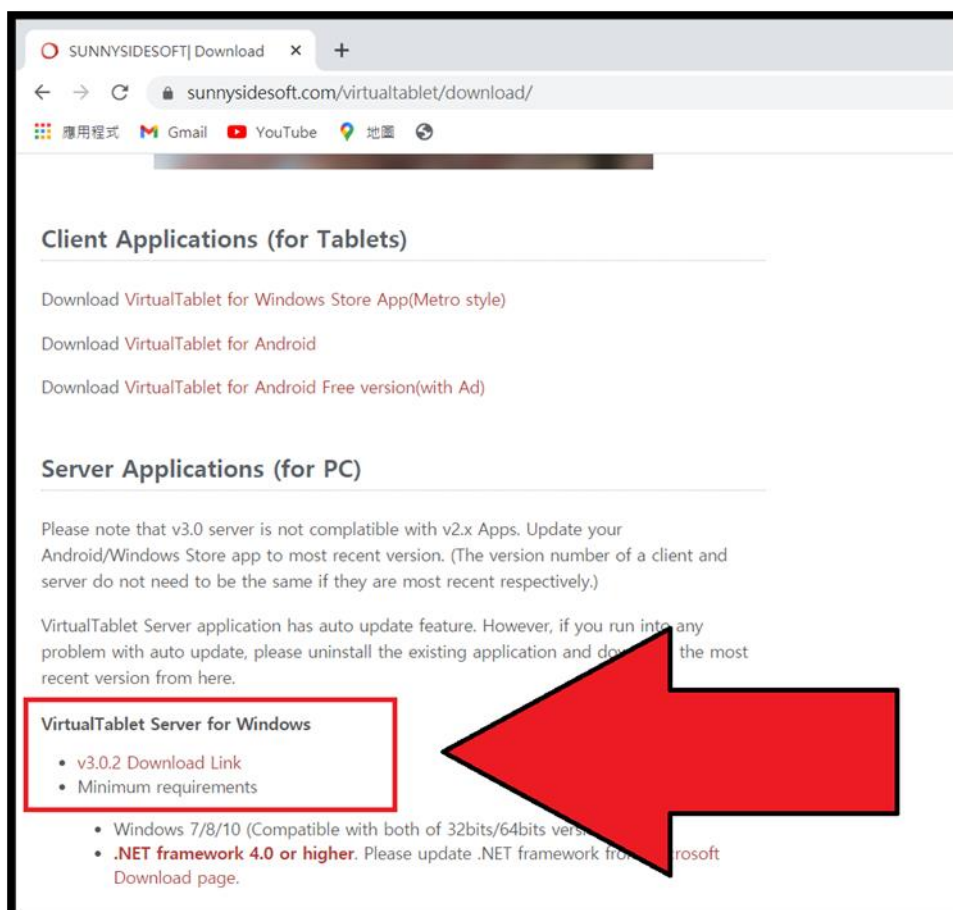 SUNNYSIDESOFT| Download
sunnysidesoft.com/virtualtablet/download/
應用程式 Gmail YouTube 地圖
Client Applications (for Tablets)
Download VirtualTablet for Windows Store App(Metro style)
Download VirtualTablet for Android
Download VirtualTablet for Android Free version(with Ad)
Server Applications (for PC)
Please note that v3.0 server is not complatible with v2.x Apps. Update your
Android/Windows Store app to most recent version. (The version number of a client and
server do not need to be the same if they are most recent respectively.)
VirtualTablet Server application has auto update feature. However, if you run into any
problem with auto update, please uninstall the existing application and the most
recent version from here.
VirtualTablet Server for Windows
• v3.0.2 Download Link
• Minimum requirements
• Windows 7/8/10 (Compatible with both of 32bits/64bits
• .NET framework 4.0 or higher. Please update .NET framework
Download page.